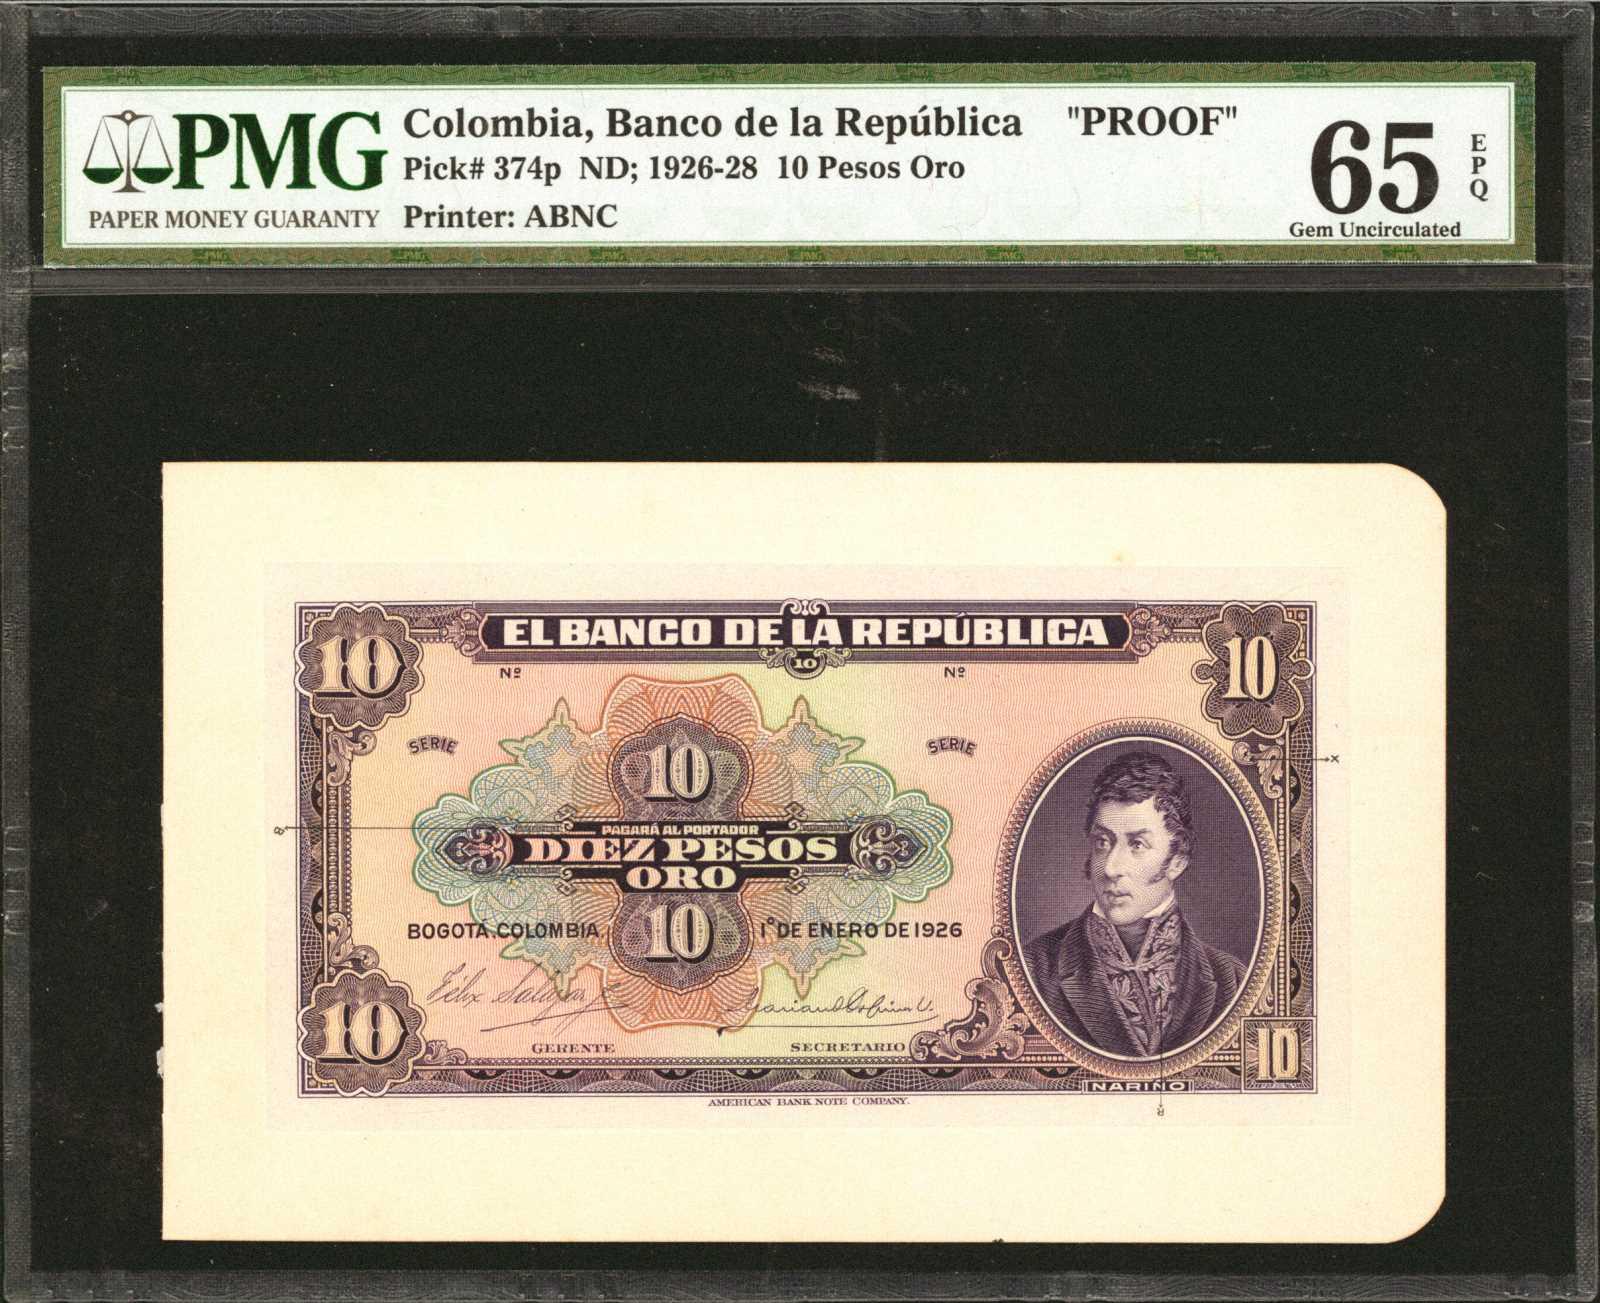 PMG
PAPER MONEY GUARANTY
Colombia, Banco de la República "PROOF"
Pick# 374p ND; 1926-28 10 Pesos Oro
Printer: ABNC
65
EPQ
Gem Uncirculated
EL BANCO DE LA REPÚBLICA
10
10
10
Nº Nº
SERIE SERIE
10
X
B
PAGARÁ AL PORTADOR
DIEZ PESOS
ORO
10
BOGOTÁ, COLOMBIA, 1º DE ENERO DE 1926
Félix Salazar J.
GERENTE SECRETARIO
10
10
NARIÑO
AMERICAN BANK NOTE COMPANY.
R